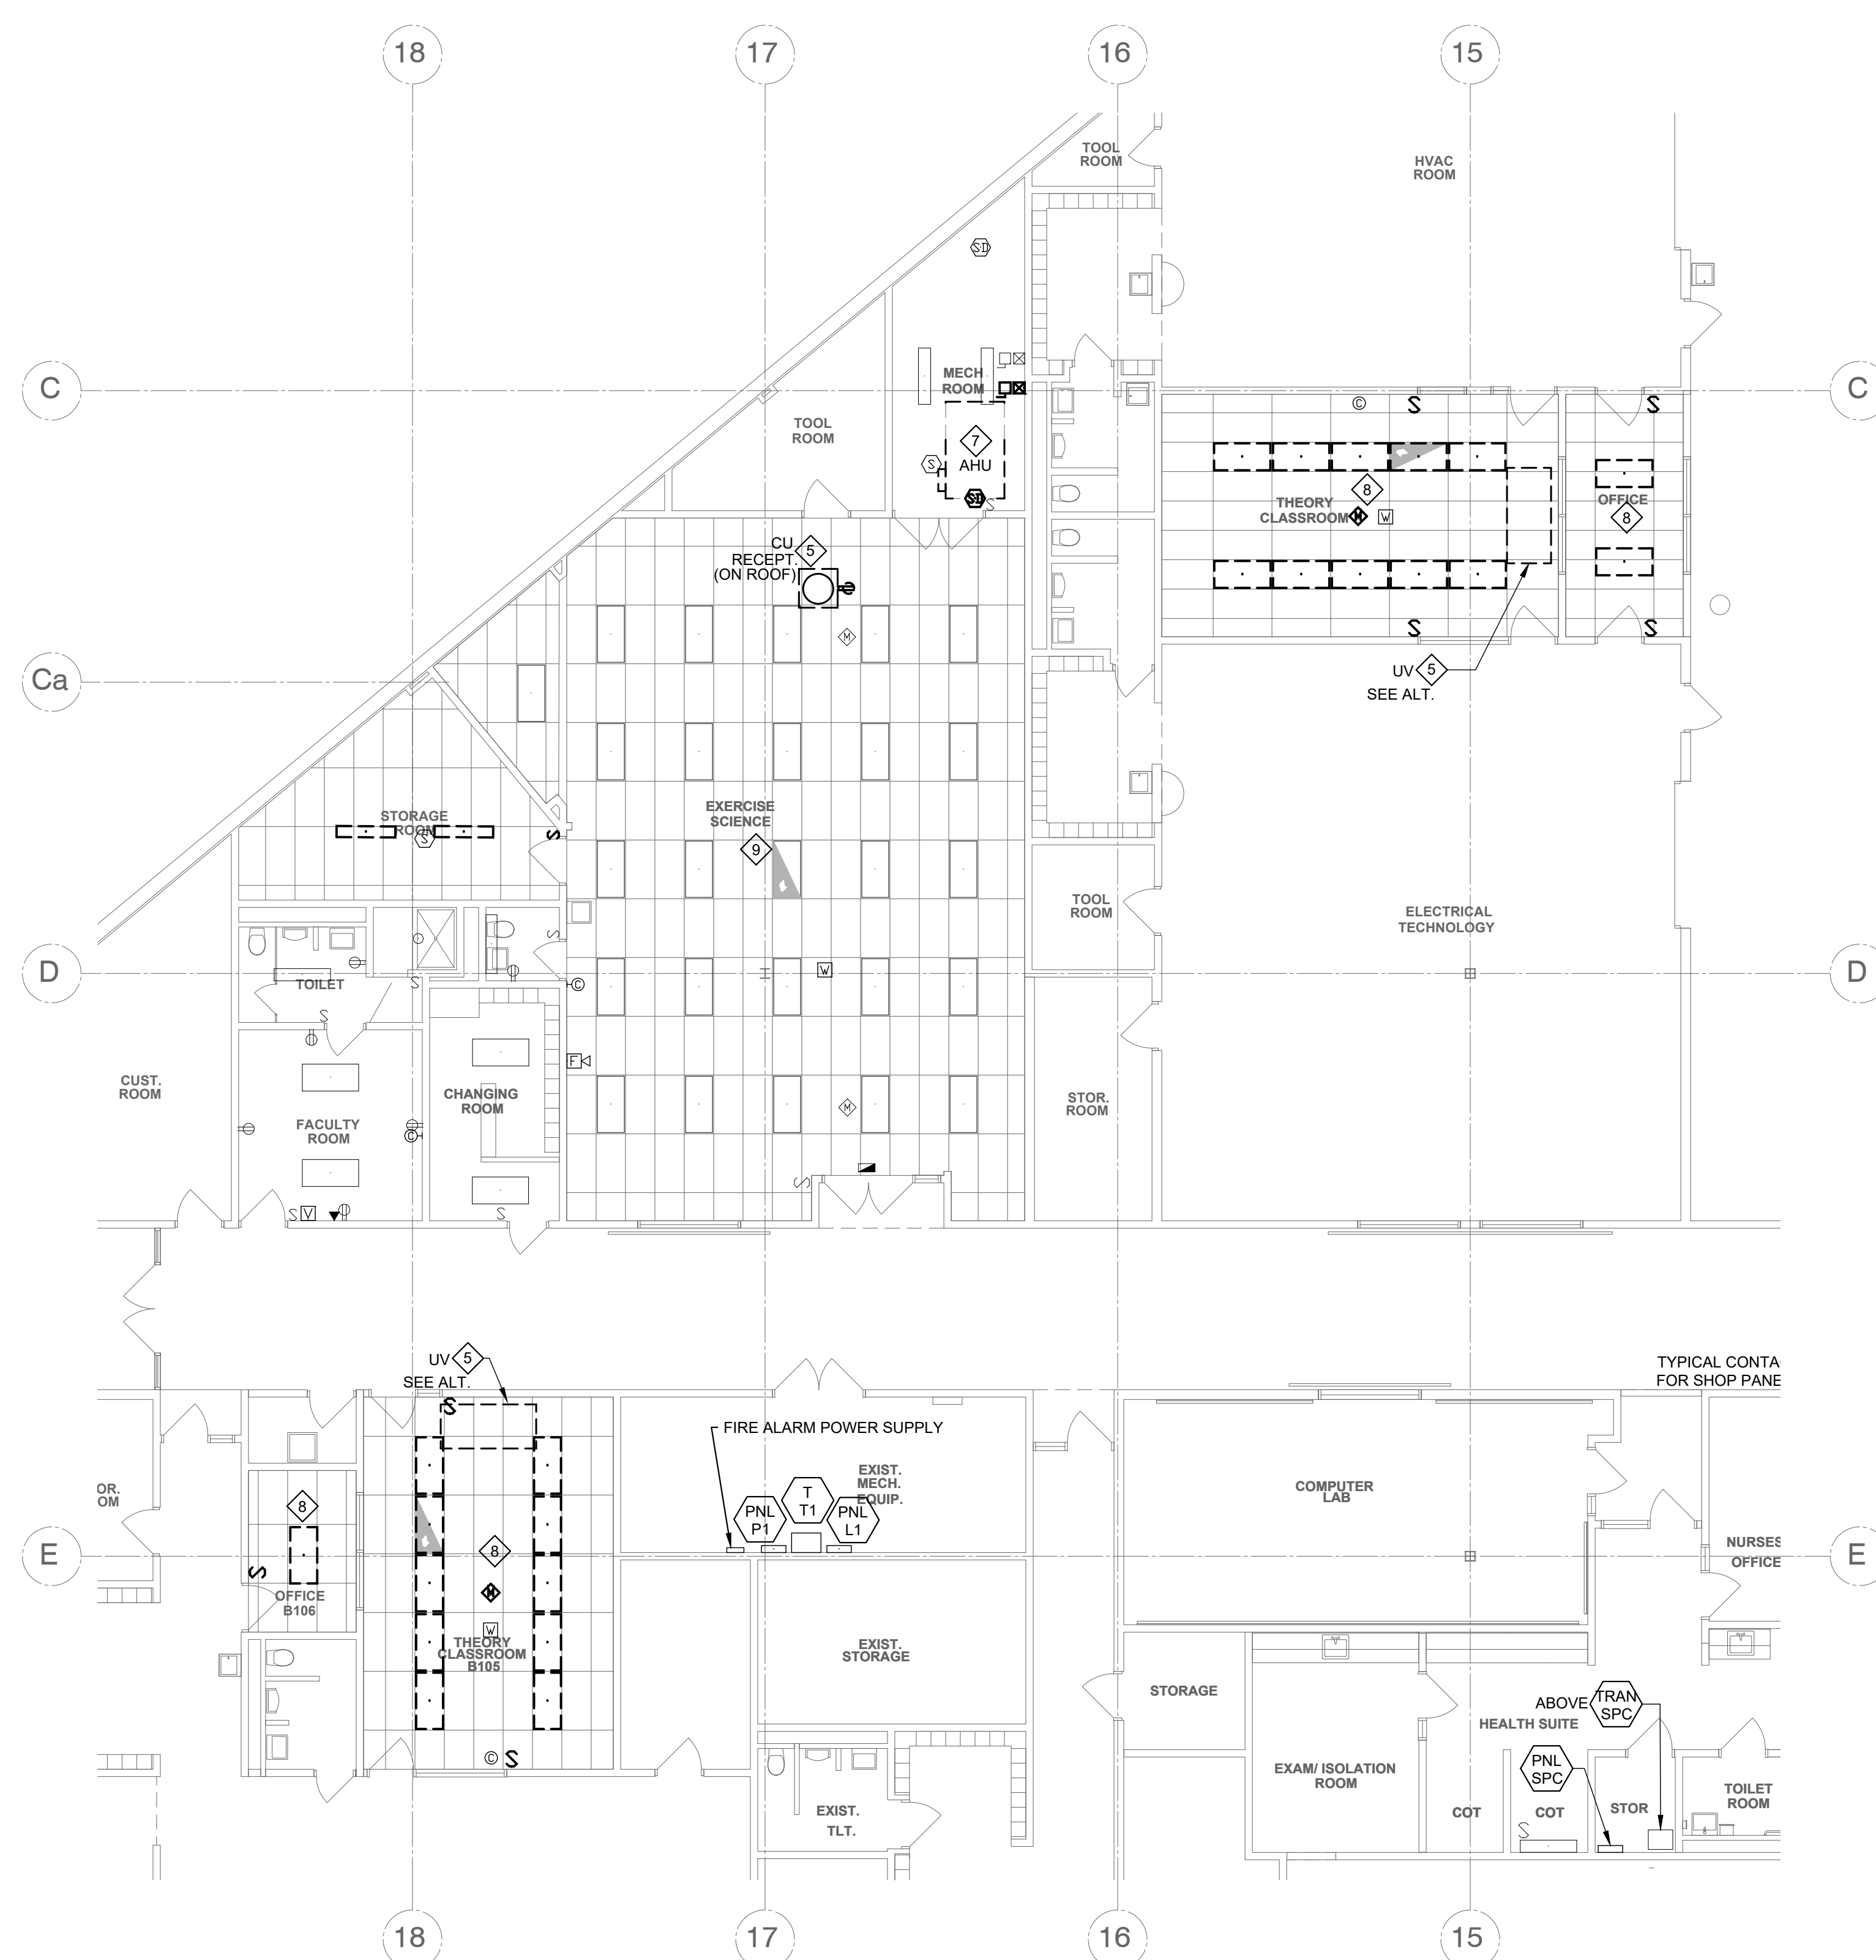 18
17
16
15
TOOL
ROOM
HVAC
ROOM
SD
C
MECH
ROOM
C
TOOL
ROOM
7
AHU
S
SD
S
C
S
S
8
THEORY
CLASSROOM
M
W
OFFICE
8
S
S
CU
RECEPT.
(ON ROOF)
5
M
Ca
UV
5
SEE ALT.
STORAGE
ROOM
S
S
EXERCISE
SCIENCE
9
TOOL
ROOM
ELECTRICAL
TECHNOLOGY
S
D
TOILET
S
S
C
W
D
F
CUST.
ROOM
CHANGING
ROOM
FACULTY
ROOM
C
M
STOR.
ROOM
S
V
S
S
UV
5
SEE ALT.
S
TYPICAL CONTA
FOR SHOP PANE
FIRE ALARM POWER SUPPLY
EXIST.
MECH.
EQUIP.
PNL
P1
T
T1
PNL
L1
OR.
OM
8
COMPUTER
LAB
E
8
S
M
OFFICE
B106
W
THEORY
CLASSROOM
B105
NURSES
OFFICE
E
EXIST.
STORAGE
STORAGE
ABOVE
TRAN
SPC
HEALTH SUITE
C
S
EXAM/ ISOLATION
ROOM
PNL
SPC
COT
COT
STOR
TOILET
ROOM
S
EXIST.
TLT.
18
17
16
15